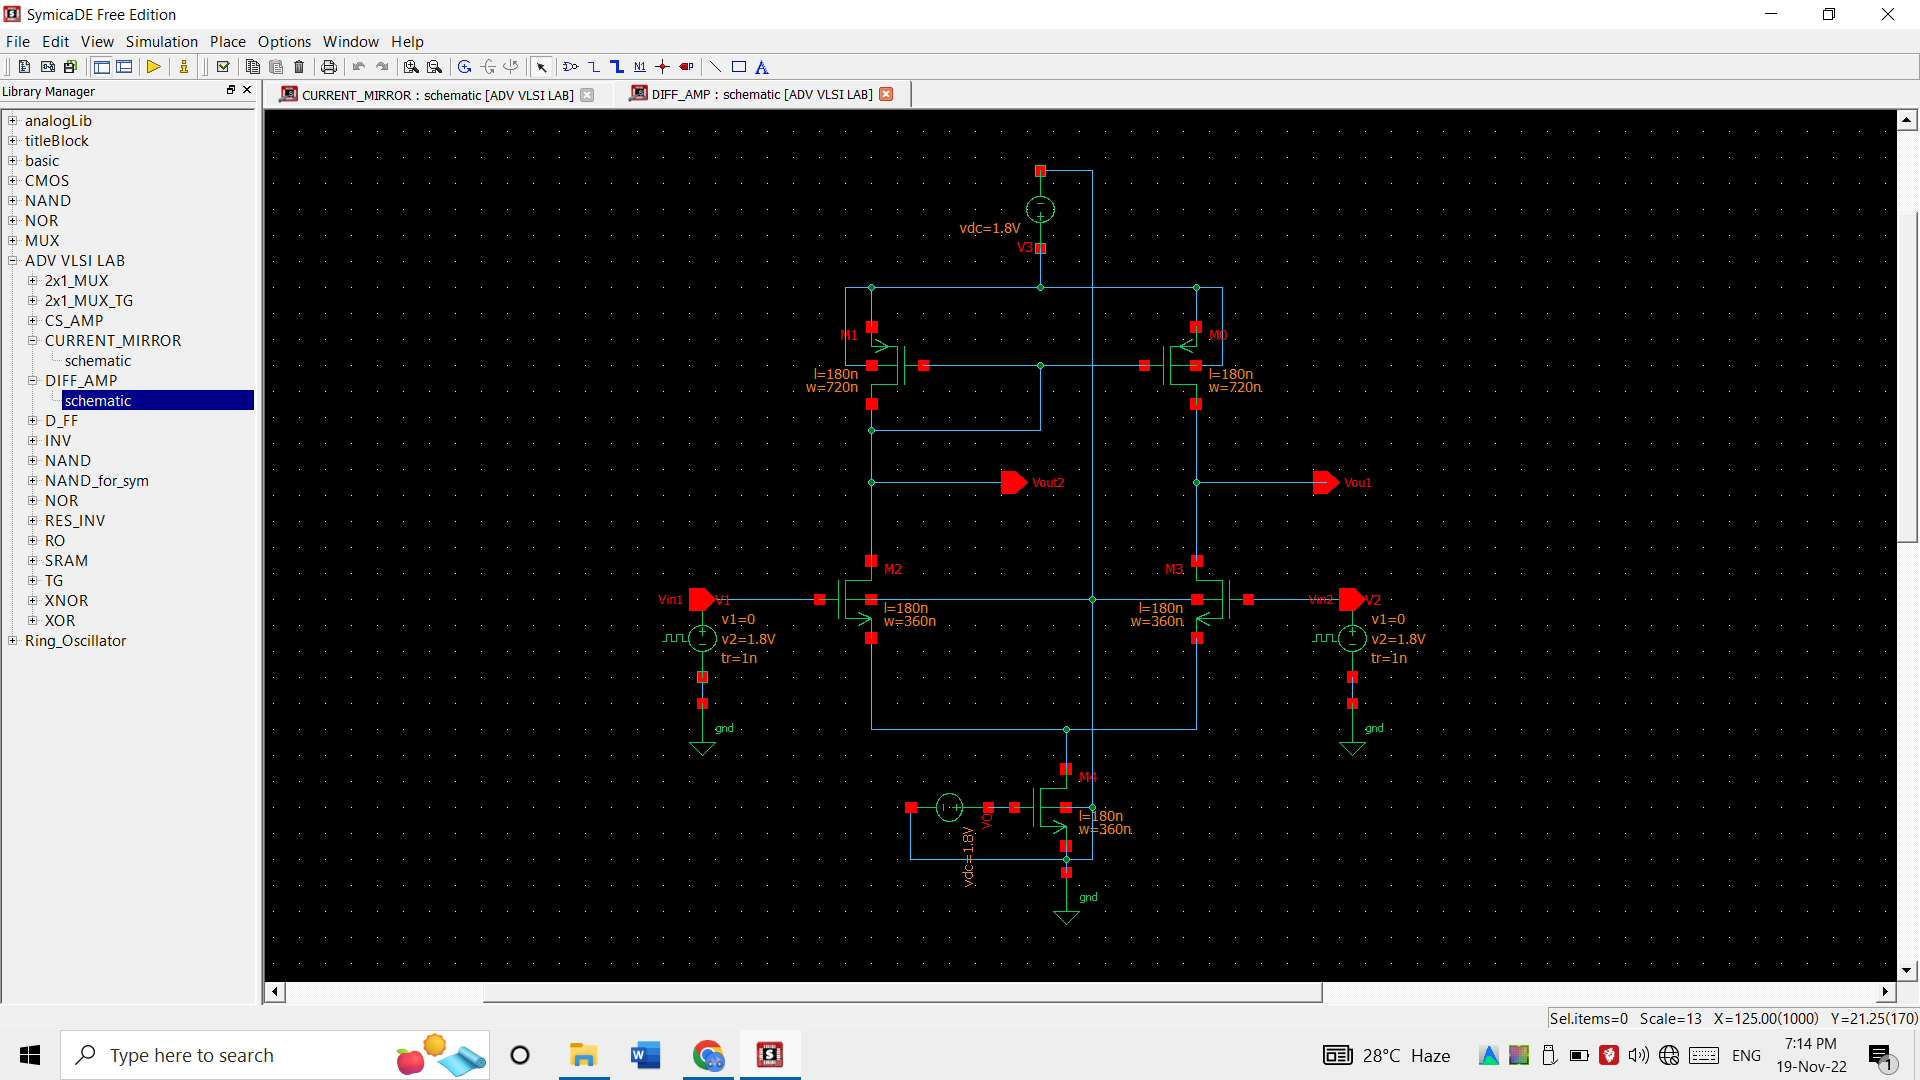 SymicaDE Free Edition
File Edit View Simulation Place Options Window Help
Library Manager
CURRENT_MIRROR : schematic [ADV VLSI LAB]
DIFF_AMP : schematic [ADV VLSI LAB]
analogLib
titleBlock
basic
CMOS
NAND
NOR
MUX
ADV VLSI LAB
2x1_MUX
2x1_MUX_TG
CS_AMP
CURRENT_MIRROR
schematic
DIFF_AMP
schematic
D_FF
INV
NAND
NAND_for_sym
NOR
RES_INV
RO
SRAM
TG
XNOR
XOR
Ring_Oscillator
vdc=1.8V
V3
M1
l=180n
w=720n
M0
l=180n
w=720n
Vout2
Vou1
M2
l=180n
w=360n
M3
l=180n
w=360n
Vin1
V1
v1=0
v2=1.8V
tr=1n
gnd
Vin2
V2
v1=0
v2=1.8V
tr=1n
gnd
M4
l=180n
w=360n
V0
vdc=1.8V
gnd
Sel.items=0 Scale=13 X=125.00(1000) Y=21.25(170)
Type here to search
28°C Haze
ENG
7:14 PM
19-Nov-22
1